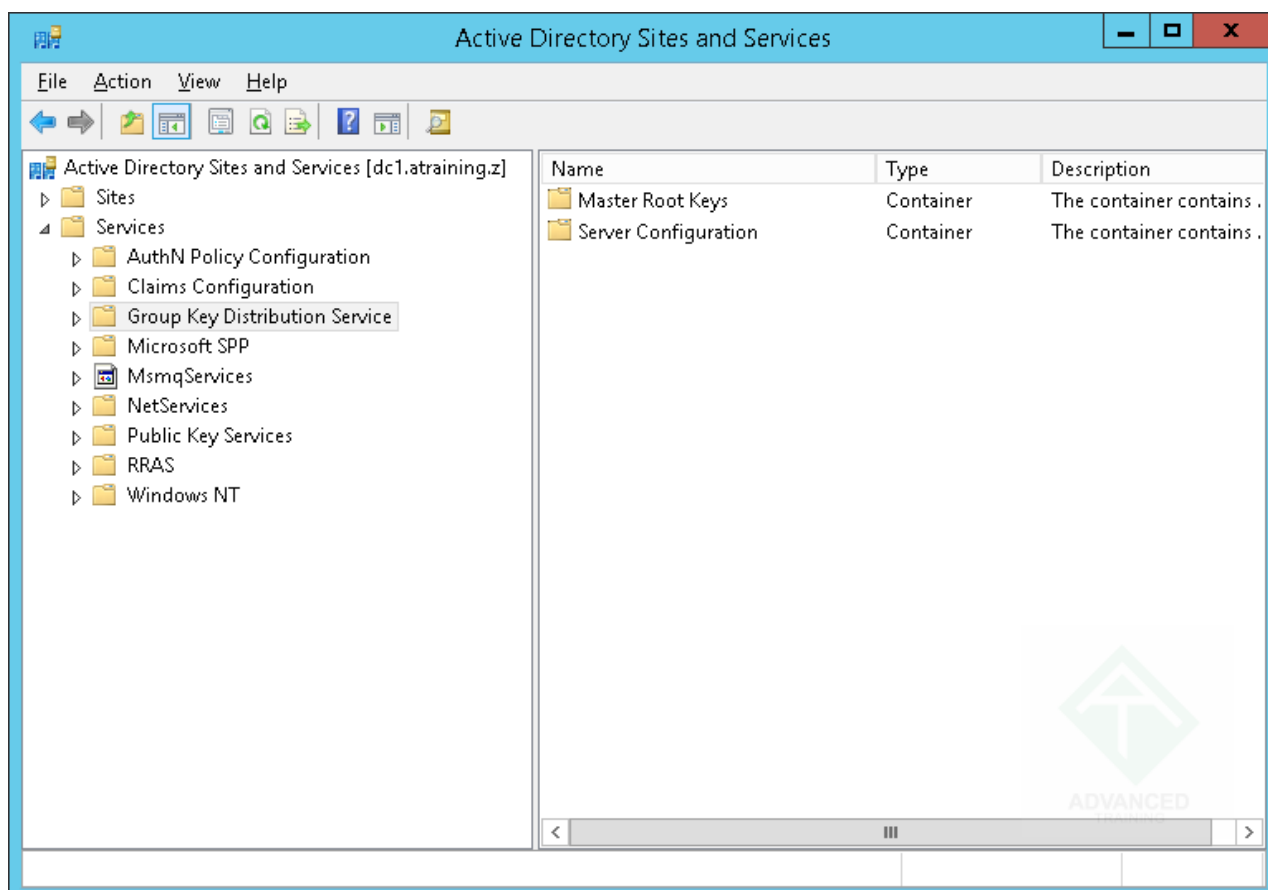 Active Directory Sites and Services
File Action View Help
Active Directory Sites and Services [dc1.atraining.z]
Sites
Services
AuthN Policy Configuration
Claims Configuration
Group Key Distribution Service
Microsoft SPP
MsmqServices
NetServices
Public Key Services
RRAS
Windows NT
Name Type Description
Master Root Keys Container The container contains .
Server Configuration Container The container contains .
ADVANCED
TRAINING